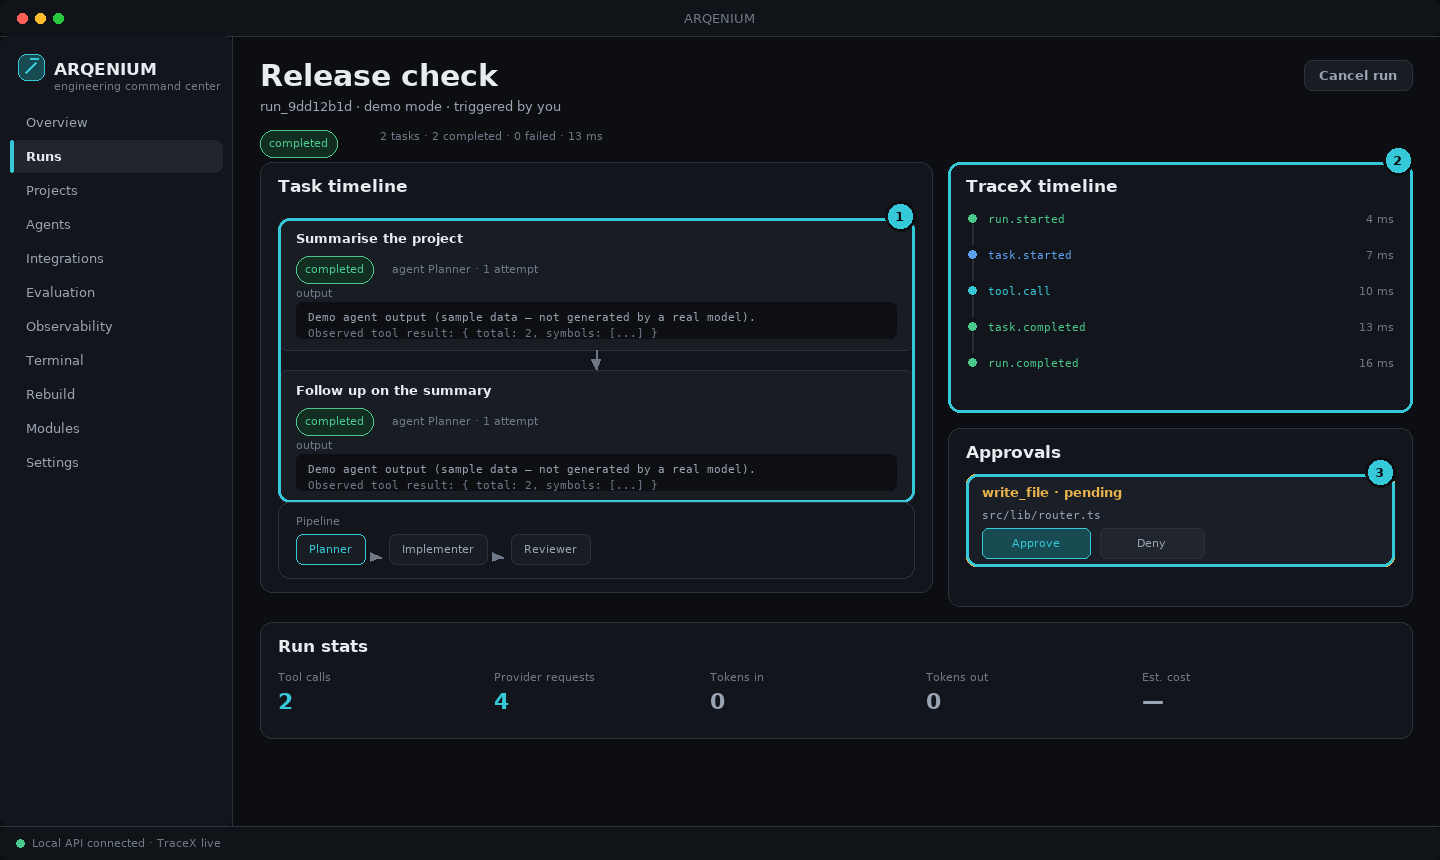 ARQENIUM
ARQENIUM
engineering command center
Overview
Runs
Projects
Agents
Integrations
Evaluation
Observability
Terminal
Rebuild
Modules
Settings
Release check
Cancel run
run_9dd12b1d · demo mode · triggered by you
completed
2 tasks · 2 completed · 0 failed · 13 ms
Task timeline
1
Summarise the project
completed
agent Planner · 1 attempt
output
Demo agent output (sample data — not generated by a real model).
Observed tool result: { total: 2, symbols: [...] }
Follow up on the summary
completed
agent Planner · 1 attempt
output
Demo agent output (sample data — not generated by a real model).
Observed tool result: { total: 2, symbols: [...] }
Pipeline
Planner
Implementer
Reviewer
2
TraceX timeline
run.started 4 ms
task.started 7 ms
tool.call 10 ms
task.completed 13 ms
run.completed 16 ms
Approvals
3
write_file · pending
src/lib/router.ts
Approve
Deny
Run stats
Tool calls
2
Provider requests
4
Tokens in
0
Tokens out
0
Est. cost
—
Local API connected · TraceX live